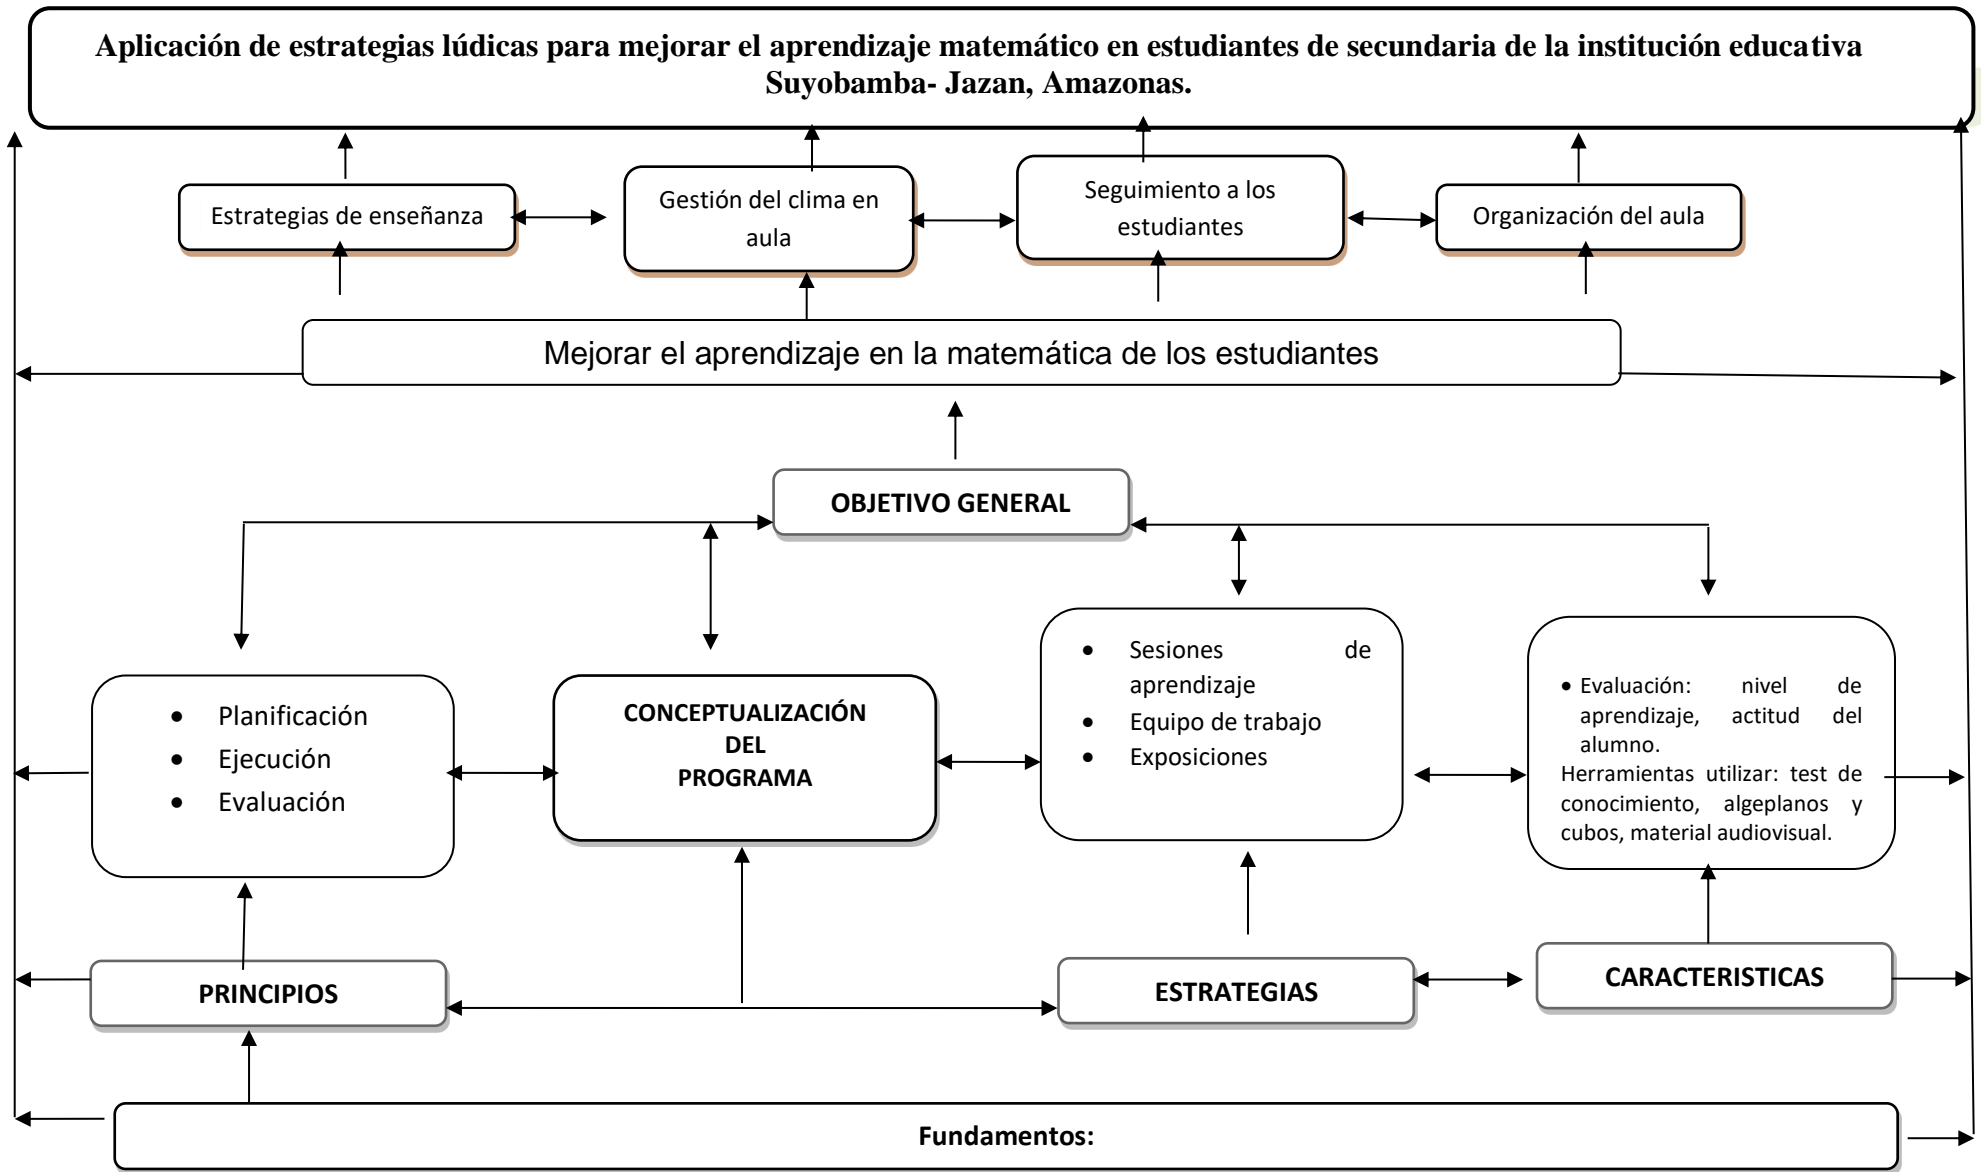 Aplicación de estrategias lúdicas para mejorar el aprendizaje matemático en estudiantes de secundaria de la institución educativa
Suyobamba- Jazan, Amazonas.
Estrategias de enseñanza
Gestión del clima en
aula
Seguimiento a los
estudiantes
Organización del aula
Mejorar el aprendizaje en la matemática de los estudiantes
OBJETIVO GENERAL
• Planificación
• Ejecución
• Evaluación
CONCEPTUALIZACIÓN
DEL
PROGRAMA
• Sesiones de
aprendizaje
• Equipo de trabajo
• Exposiciones
• Evaluación: nivel de
aprendizaje, actitud del
alumno.
Herramientas utilizar: test de
conocimiento, algeplanos y
cubos, material audiovisual.
PRINCIPIOS
ESTRATEGIAS
CARACTERISTICAS
Fundamentos: